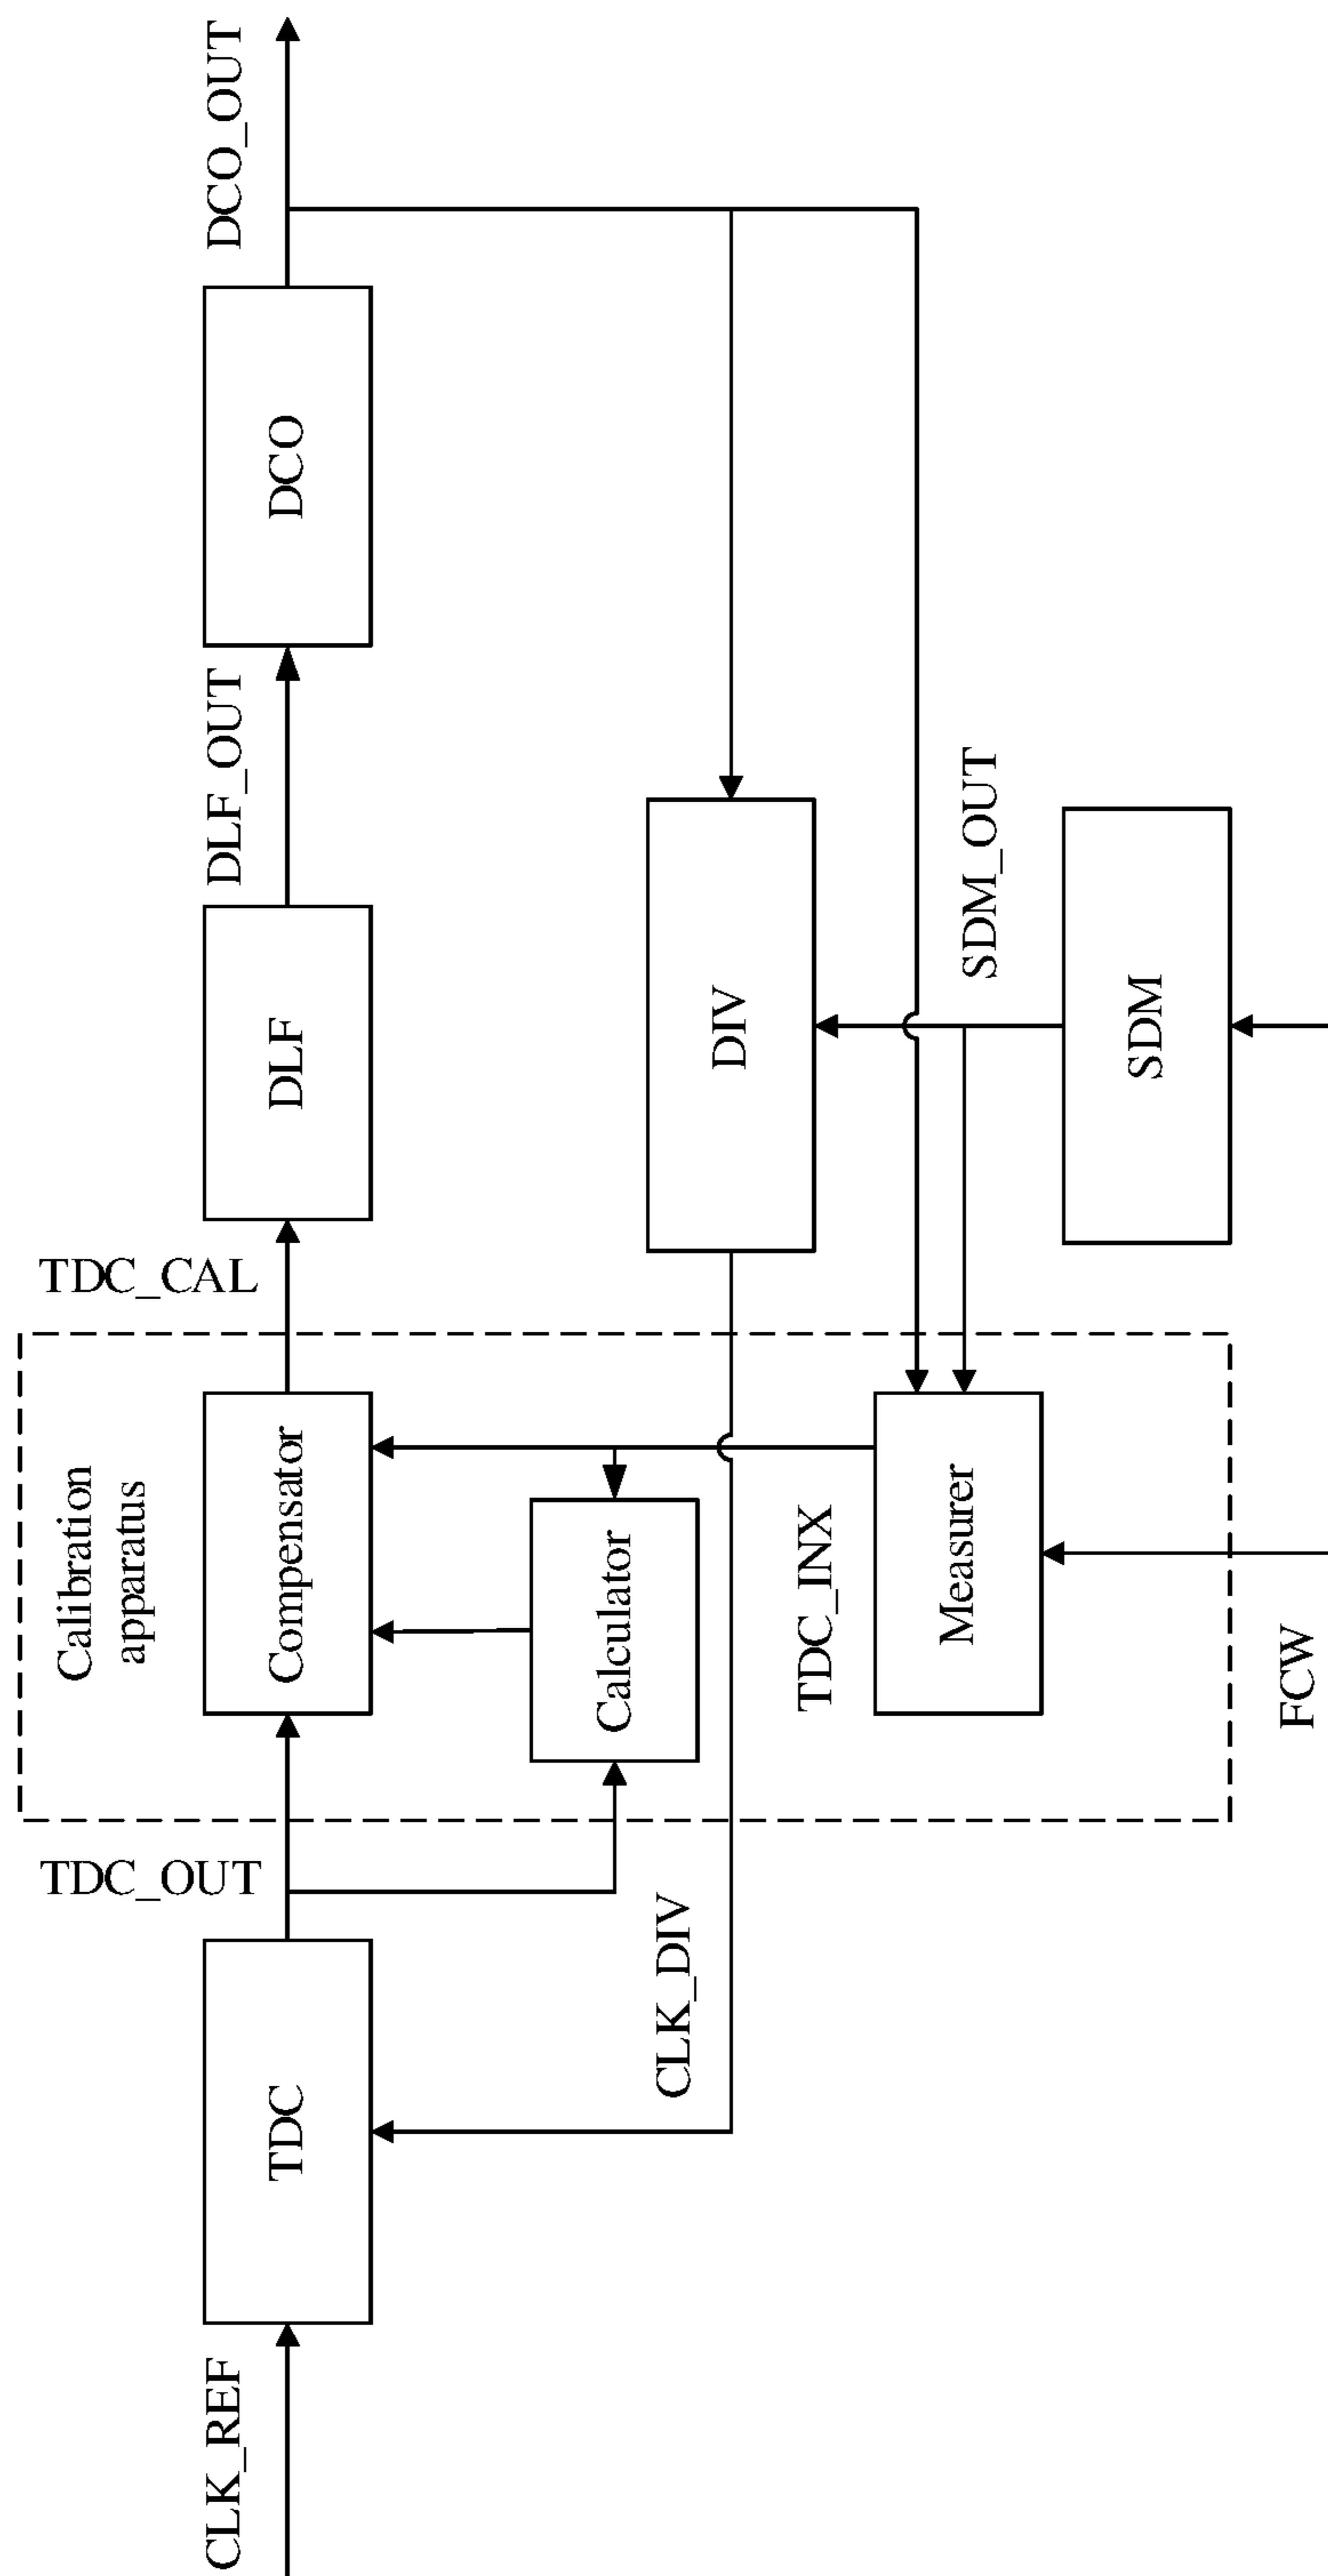 CLK_REF
TDC
TDC_OUT
Calibration
apparatus
Compensator
TDC_CAL
DLF
DLF_OUT
DCO
DCO_OUT
Calculator
CLK_DIV
DIV
TDC_INX
Measurer
SDM_OUT
SDM
FCW